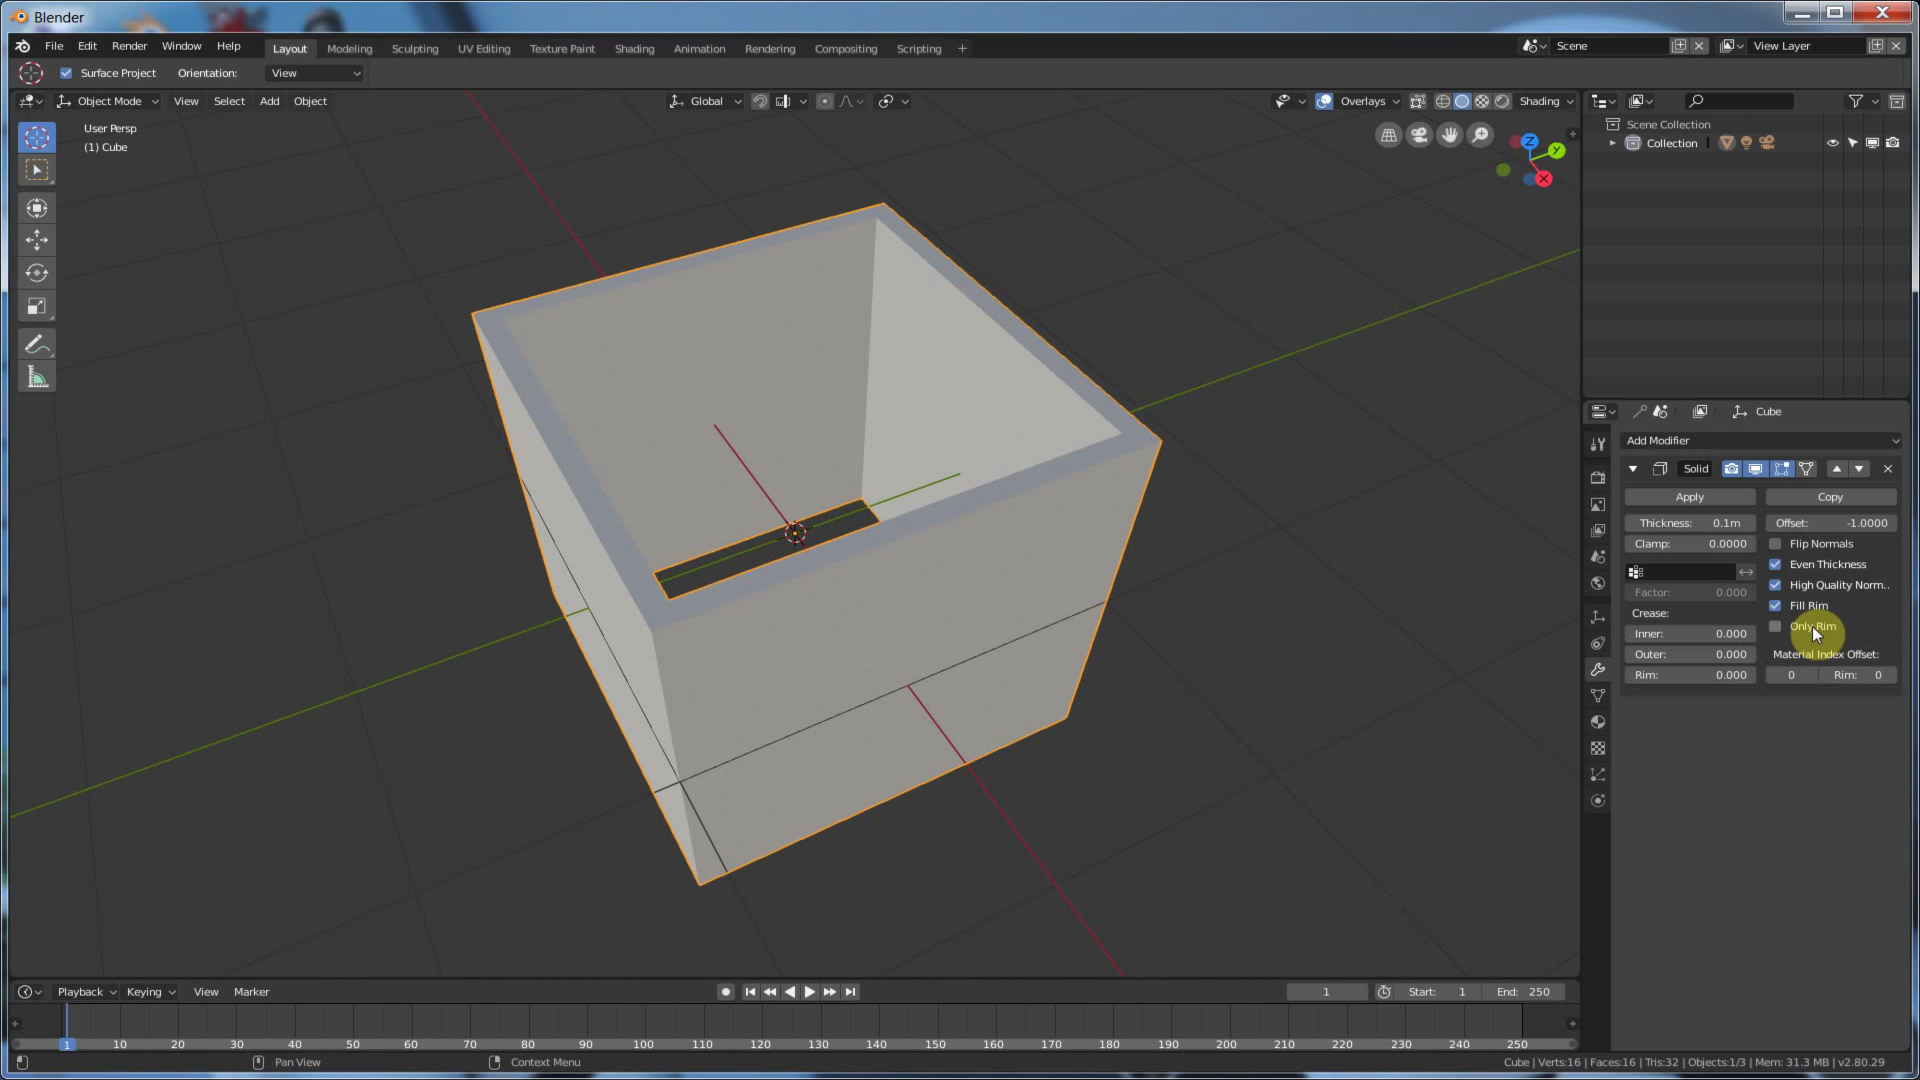 Blender
File Edit Render Window Help
Layout Modeling Sculpting UV Editing Texture Paint Shading Animation Rendering Compositing Scripting +
Scene
View Layer
Surface Project Orientation: View
Object Mode View Select Add Object
Global
Overlays
Shading
User Persp
(1) Cube
Z
Y
X
Scene Collection
Collection
Cube
Add Modifier
Solid
Apply Copy
Thickness: 0.1m Offset: -1.0000
Clamp: 0.0000 Flip Normals
Even Thickness
High Quality Norm..
Factor: 0.000
Fill Rim
Crease:
Only Rim
Inner: 0.000
Outer: 0.000 Material Index Offset:
Rim: 0.000 0 Rim: 0
Playback Keying View Marker
1 Start: 1 End: 250
1 10 20 30 40 50 60 70 80 90 100 110 120 130 140 150 160 170 180 190 200 210 220 230 240 250
Pan View
Context Menu
Cube | Verts:16 | Faces:16 | Tris:32 | Objects:1/3 | Mem: 31.3 MB | v2.80.29